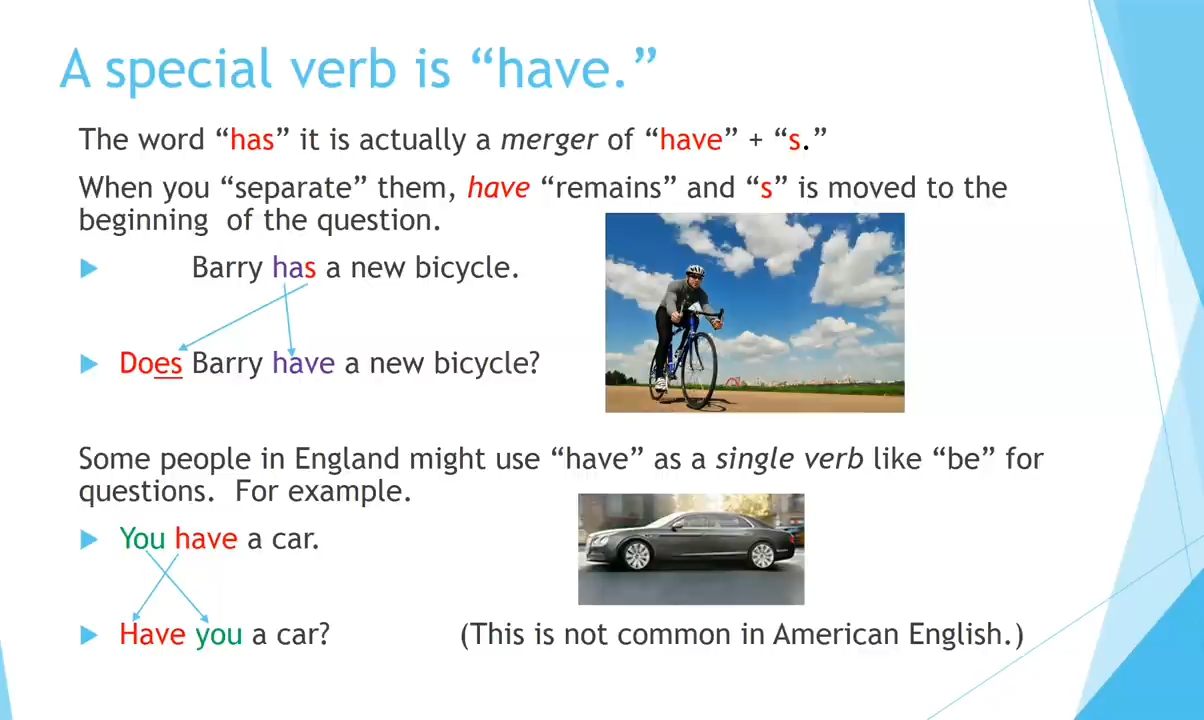 A special verb is “have.”
The word “has” it is actually a merger of “have” + “s.”
When you “separate” them, have “remains” and “s” is moved to the
beginning of the question.
Barry has a new bicycle.
Does Barry have a new bicycle?
Some people in England might use “have” as a single verb like “be” for
questions. For example.
You have a car.
Have you a car? (This is not common in American English.)